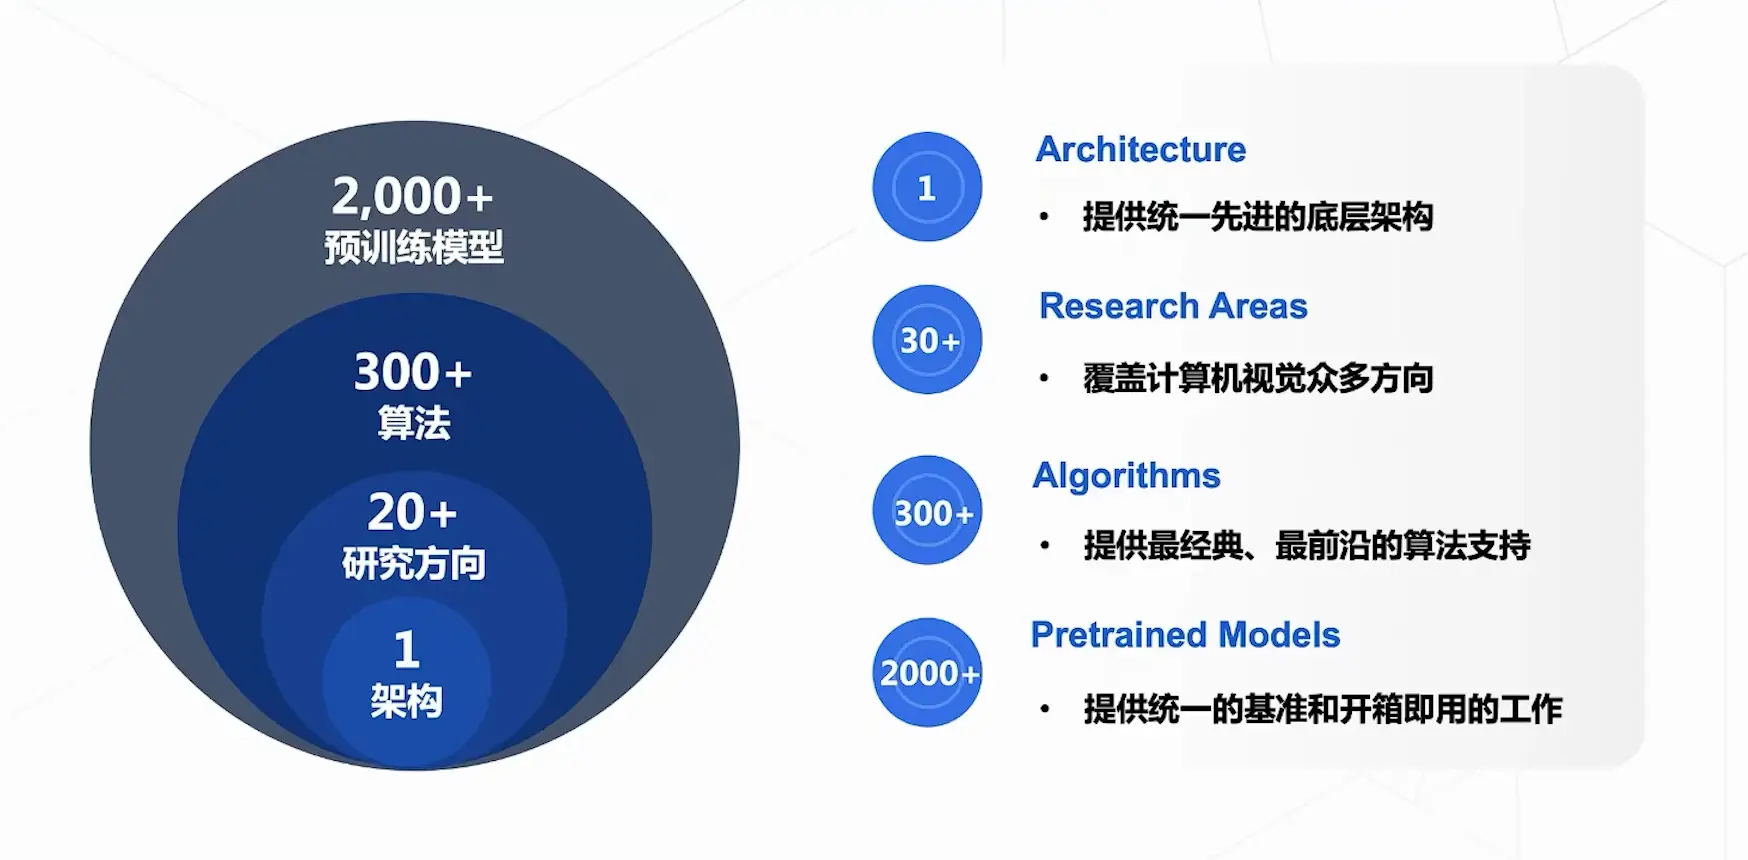 2,000+
预训练模型
300+
算法
20+
研究方向
1
架构
1
Architecture
• 提供统一先进的底层架构
30+
Research Areas
• 覆盖计算机视觉众多方向
300+
Algorithms
• 提供最经典、最前沿的算法支持
2000+
Pretrained Models
• 提供统一的基准和开箱即用的工作